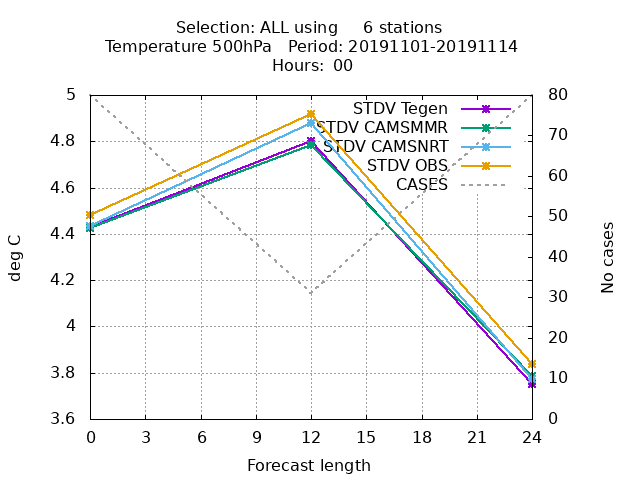 Selection: ALL using     6 stations
Temperature 500hPa   Period: 20191101-20191114
Hours:  00
5
4.8
4.6
4.4
4.2
4
3.8
3.6
deg C
STDV Tegen
STDV CAMSMMR
STDV CAMSNRT
STDV OBS
CASES
80
70
60
50
40
30
20
10
0
No cases
0 3 6 9 12 15 18 21 24
Forecast length